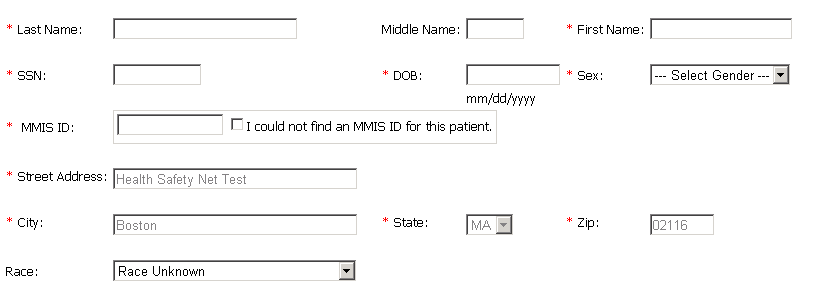 * Last Name: Middle Name: * First Name:
* SSN: * DOB: * Sex: --- Select Gender ---
mm/dd/yyyy
* MMIS ID: I could not find an MMIS ID for this patient.
* Street Address: Health Safety Net Test
* City: Boston * State: MA * Zip: 02116
Race: Race Unknown